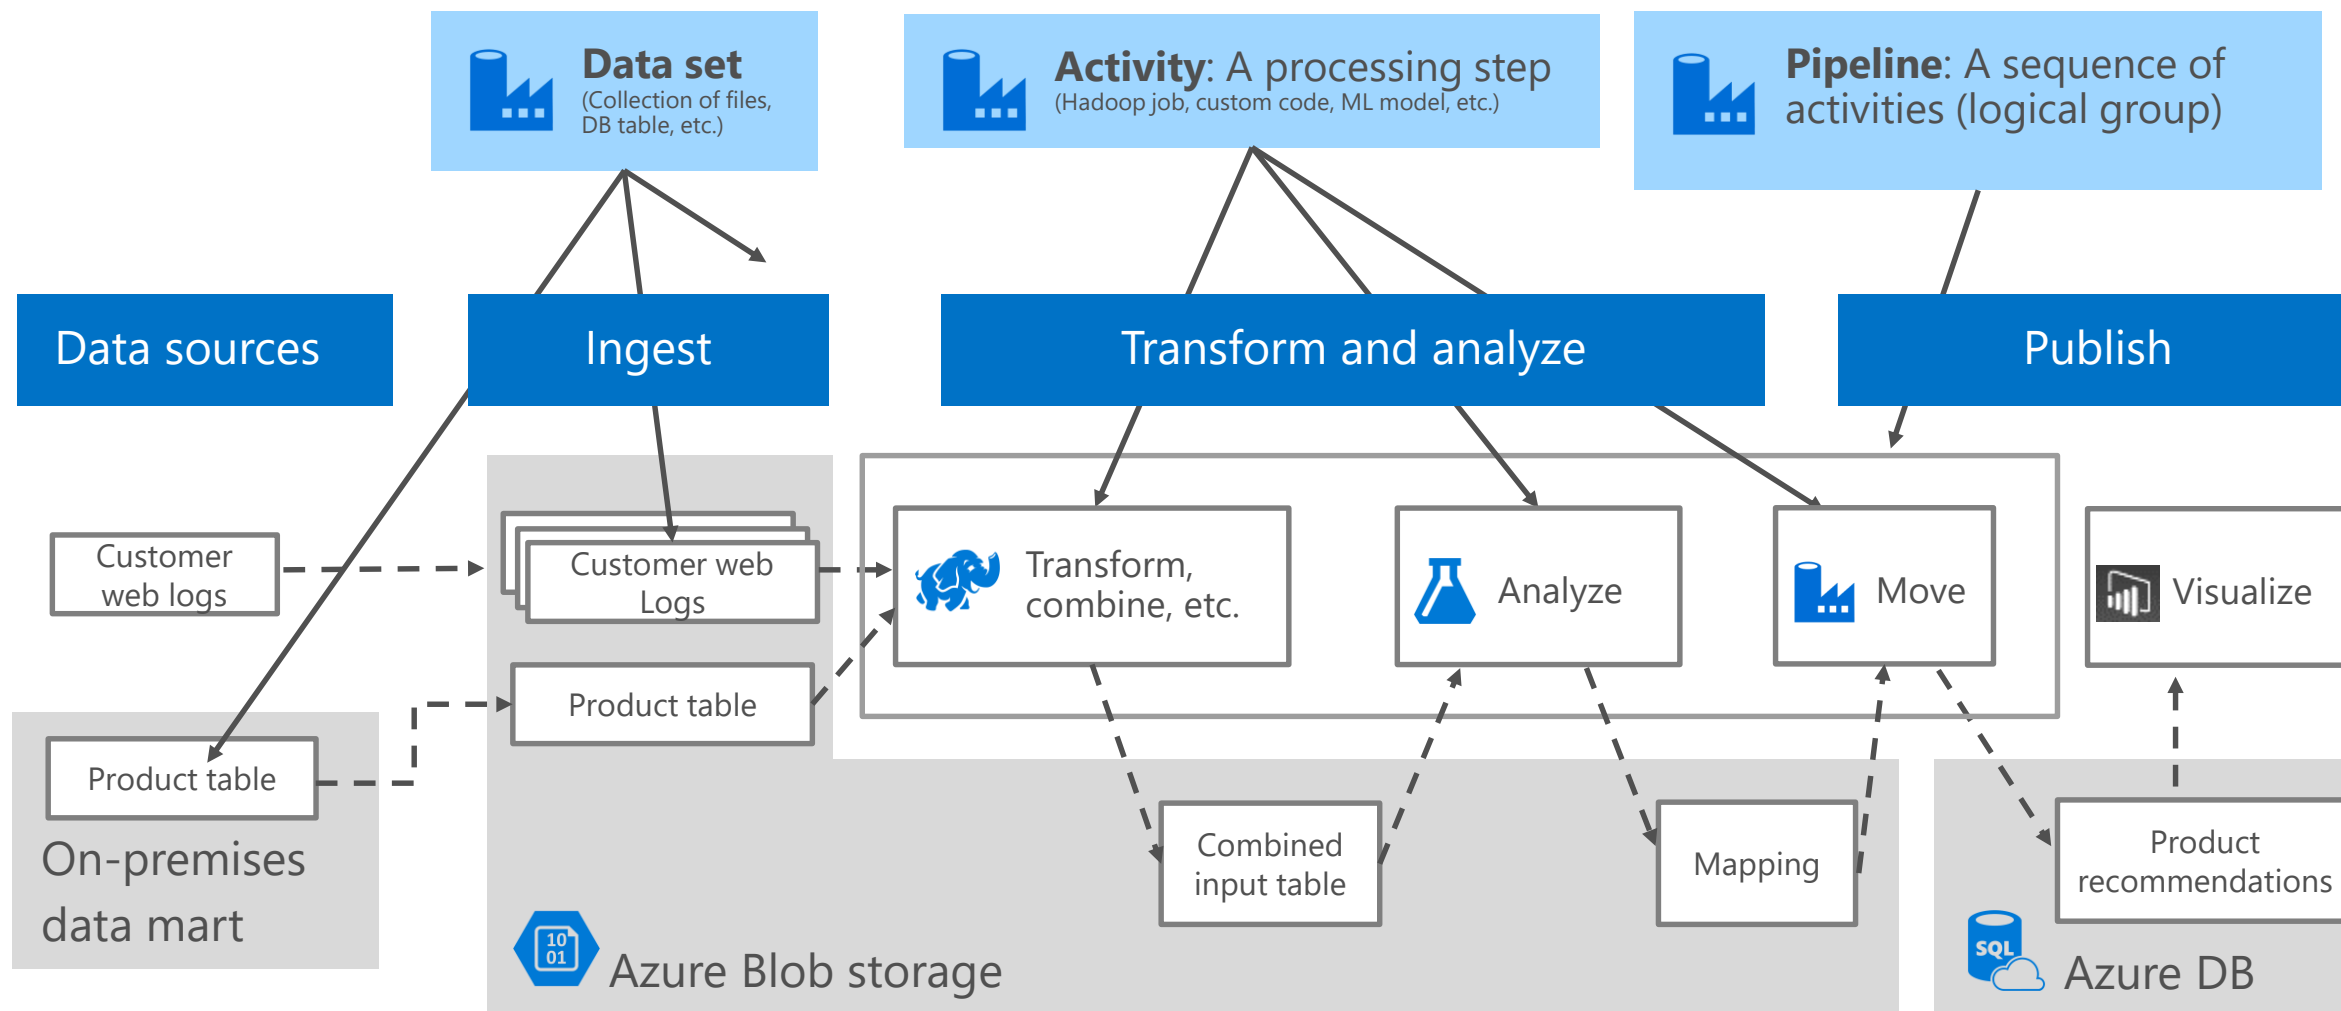 Data set
(Collection of files,
DB table, etc.)
Activity: A processing step
(Hadoop job, custom code, ML model, etc.)
Pipeline: A sequence of
activities (logical group)
Data sources
Ingest
Transform and analyze
Publish
Customer
web logs
Customer web
Logs
Transform,
combine, etc.
Analyze
Move
Visualize
Product table
Product table
On-premises
data mart
Combined
input table
Mapping
Product
recommendations
10
01
Azure Blob storage
SQL
Azure DB